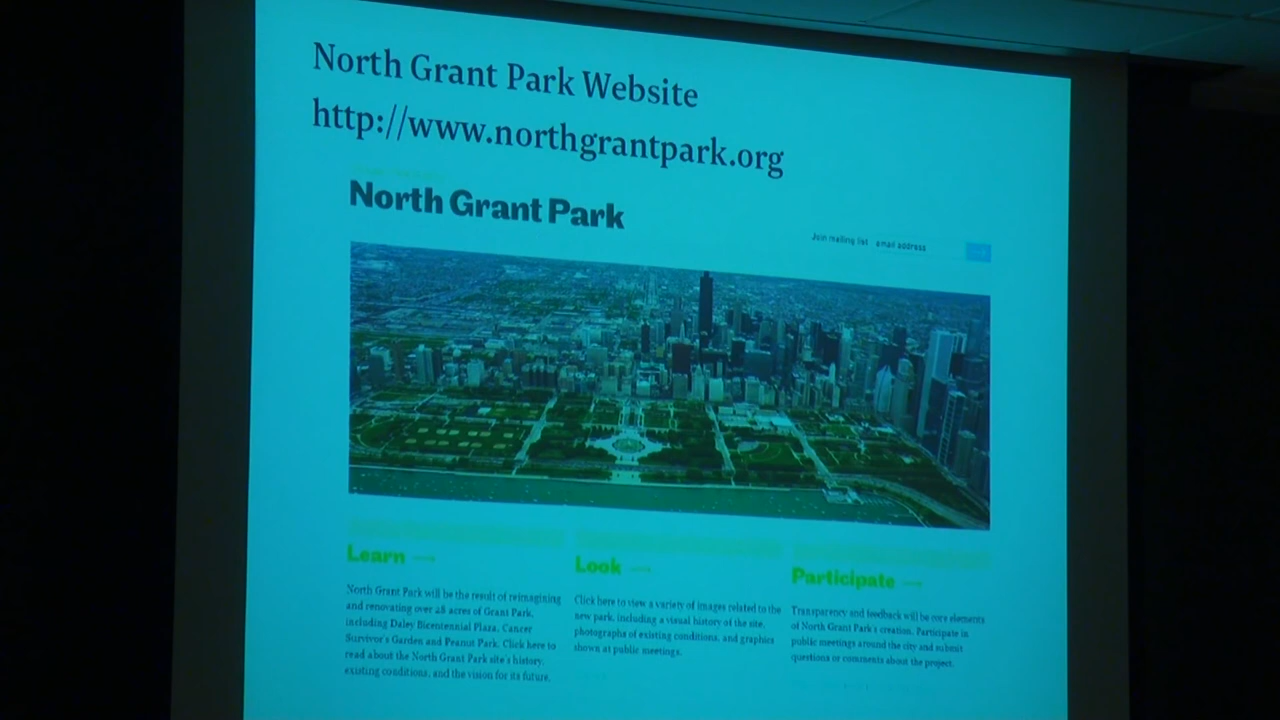 North Grant Park Website
http://www.northgrantpark.org
North Grant Park
Join mailing list email address
Learn →
North Grant Park will be the result of reimagining
and renovating over 28 acres of Grant Park,
including Daley Bicentennial Plaza, Cancer
Survivor's Garden and Peanut Park. Click here to
read about the North Grant Park site's history,
existing conditions, and the vision for its future.
Look →
Click here to view a variety of images related to the
new park, including a visual history of the site,
photographs of existing conditions, and graphics
shown at public meetings.
Participate →
Transparency and feedback will be core elements
of North Grant Park's creation. Participate in
public meetings around the city and submit
questions or comments about the project.